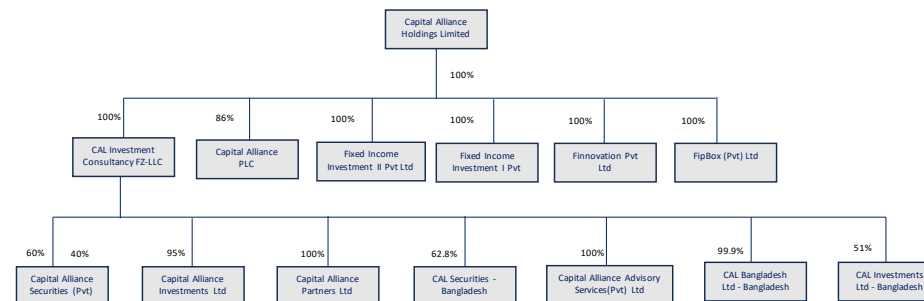 Capital Alliance
Holdings Limited
100%
100%
86%
100%
100%
100%
100%
CAL Investment
Consultancy FZ-LLC
Capital Alliance
PLC
Fixed Income
Investment II Pvt Ltd
Fixed Income
Investment I Pvt
Finnovation Pvt
Ltd
FipBox (Pvt) Ltd
60%
40%
95%
100%
62.8%
100%
99.9%
51%
Capital Alliance
Securities (Pvt)
Capital Alliance
Investments Ltd
Capital Alliance
Partners Ltd
CAL Securities -
Bangladesh
Capital Alliance Advisory
Services(Pvt) Ltd
CAL Bangladesh
Ltd - Bangladesh
CAL Investments
Ltd - Bangladesh